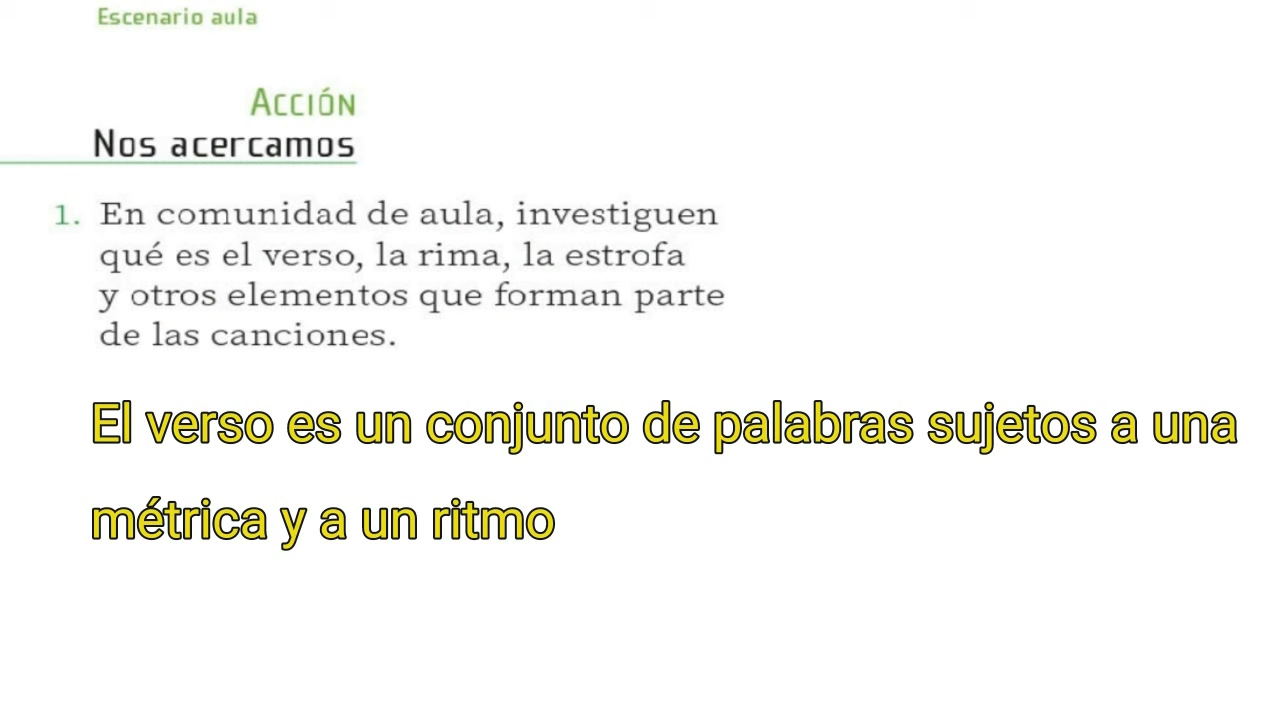 Escenario aula
ACCIÓN
Nos acercamos
1. En comunidad de aula, investiguen
qué es el verso, la rima, la estrofa
y otros elementos que forman parte
de las canciones.
El verso es un conjunto de palabras sujetos a una
métrica y a un ritmo